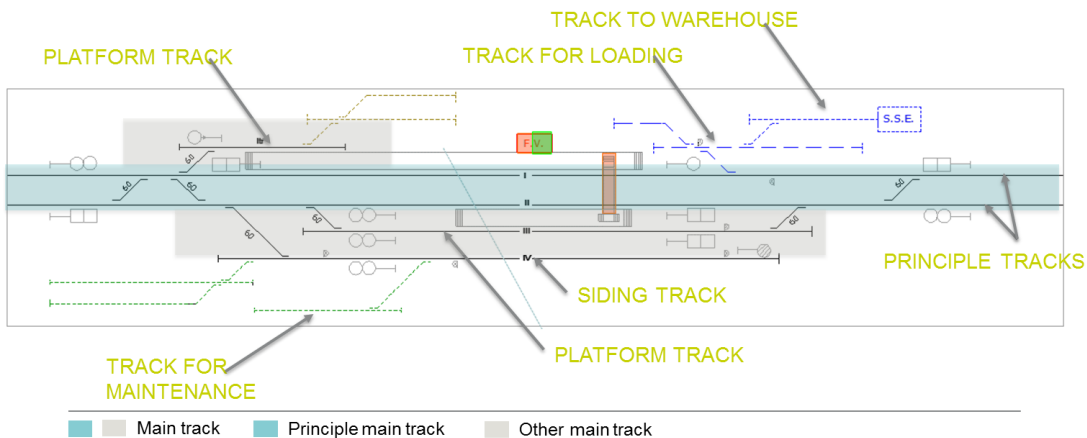 TRACK TO WAREHOUSE
PLATFORM TRACK
TRACK FOR LOADING
S.S.E.
F.V.
60
I
60
60
60
II
60
60
60
III
IV
PRINCIPLE TRACKS
SIDING TRACK
PLATFORM TRACK
TRACK FOR
MAINTENANCE
Main track
Principle main track
Other main track